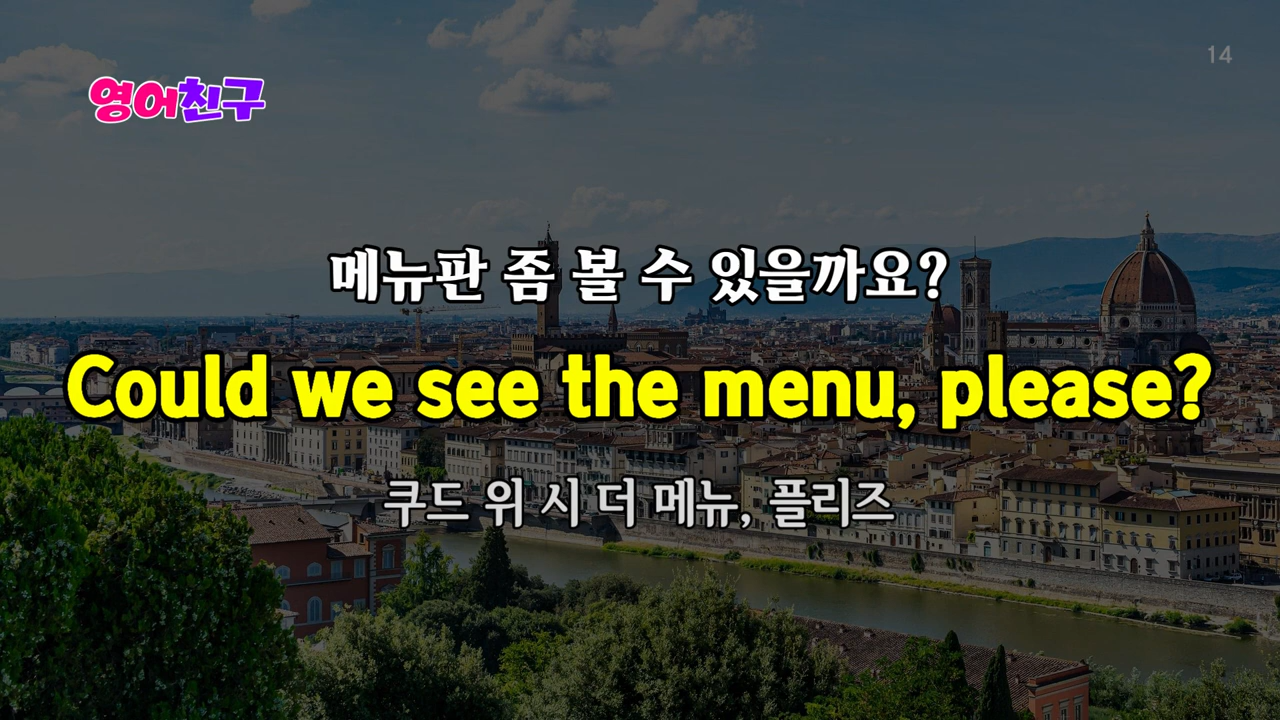 14
영어친구
메뉴판 좀 볼 수 있을까요?
Could we see the menu, please?
쿠드 위 시 더 메뉴, 플리즈